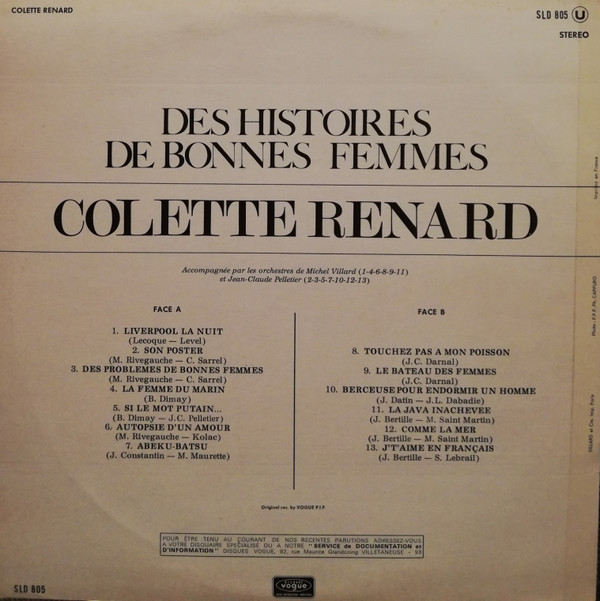 COLETTE RENARD
SLD 805 U
STEREO
DES HISTOIRES
DE BONNES FEMMES
COLETTE RENARD
Accompagnée par les orchestres de Michel Villard (1-4-6-8-9-11)
et Jean-Claude Pelletier (2-3-5-7-10-12-13)
FACE A
1. LIVERPOOL LA NUIT
(Lecoque — Level)
2. SON POSTER
(M. Rivegauche — C. Sarrel)
3. DES PROBLEMES DE BONNES FEMMES
(M. Rivegauche — C. Sarrel)
4. LA FEMME DU MARIN
(B. Dimay)
5. SI LE MOT PUTAIN...
(B. Dimay — J.C. Pelletier)
6. AUTOPSIE D'UN AMOUR
(M. Rivegauche — Kolac)
7. ABEKU-BATSU
(J. Constantin — M. Maurette)
FACE B
8. TOUCHEZ PAS A MON POISSON
(J.C. Darnal)
9. LE BATEAU DES FEMMES
(J.C. Darnal)
10. BERCEUSE POUR ENDORMIR UN HOMME
(J. Datin — J.L. Dabadie)
11. LA JAVA INACHEVEE
(J. Bertille — M. Saint Martin)
12. COMME LA MER
(J. Bertille — M. Saint Martin)
13. J'T'AIME EN FRANÇAIS
(J. Bertille — S. Lebrail)
Original rec. by VOGUE P.I.P.
POUR ÊTRE TENU AU COURANT DE NOS RECENTES PARUTIONS ADRESSEZ-VOUS
A VOTRE DISQUAIRE SPECIALISE OU A NOTRE "SERVICE de DOCUMENTATION et
D'INFORMATION" DISQUES VOGUE, 82, rue Maurice Grandcoing VILLETANEUSE - 93
SLD 805
vogue
Imprimé en France